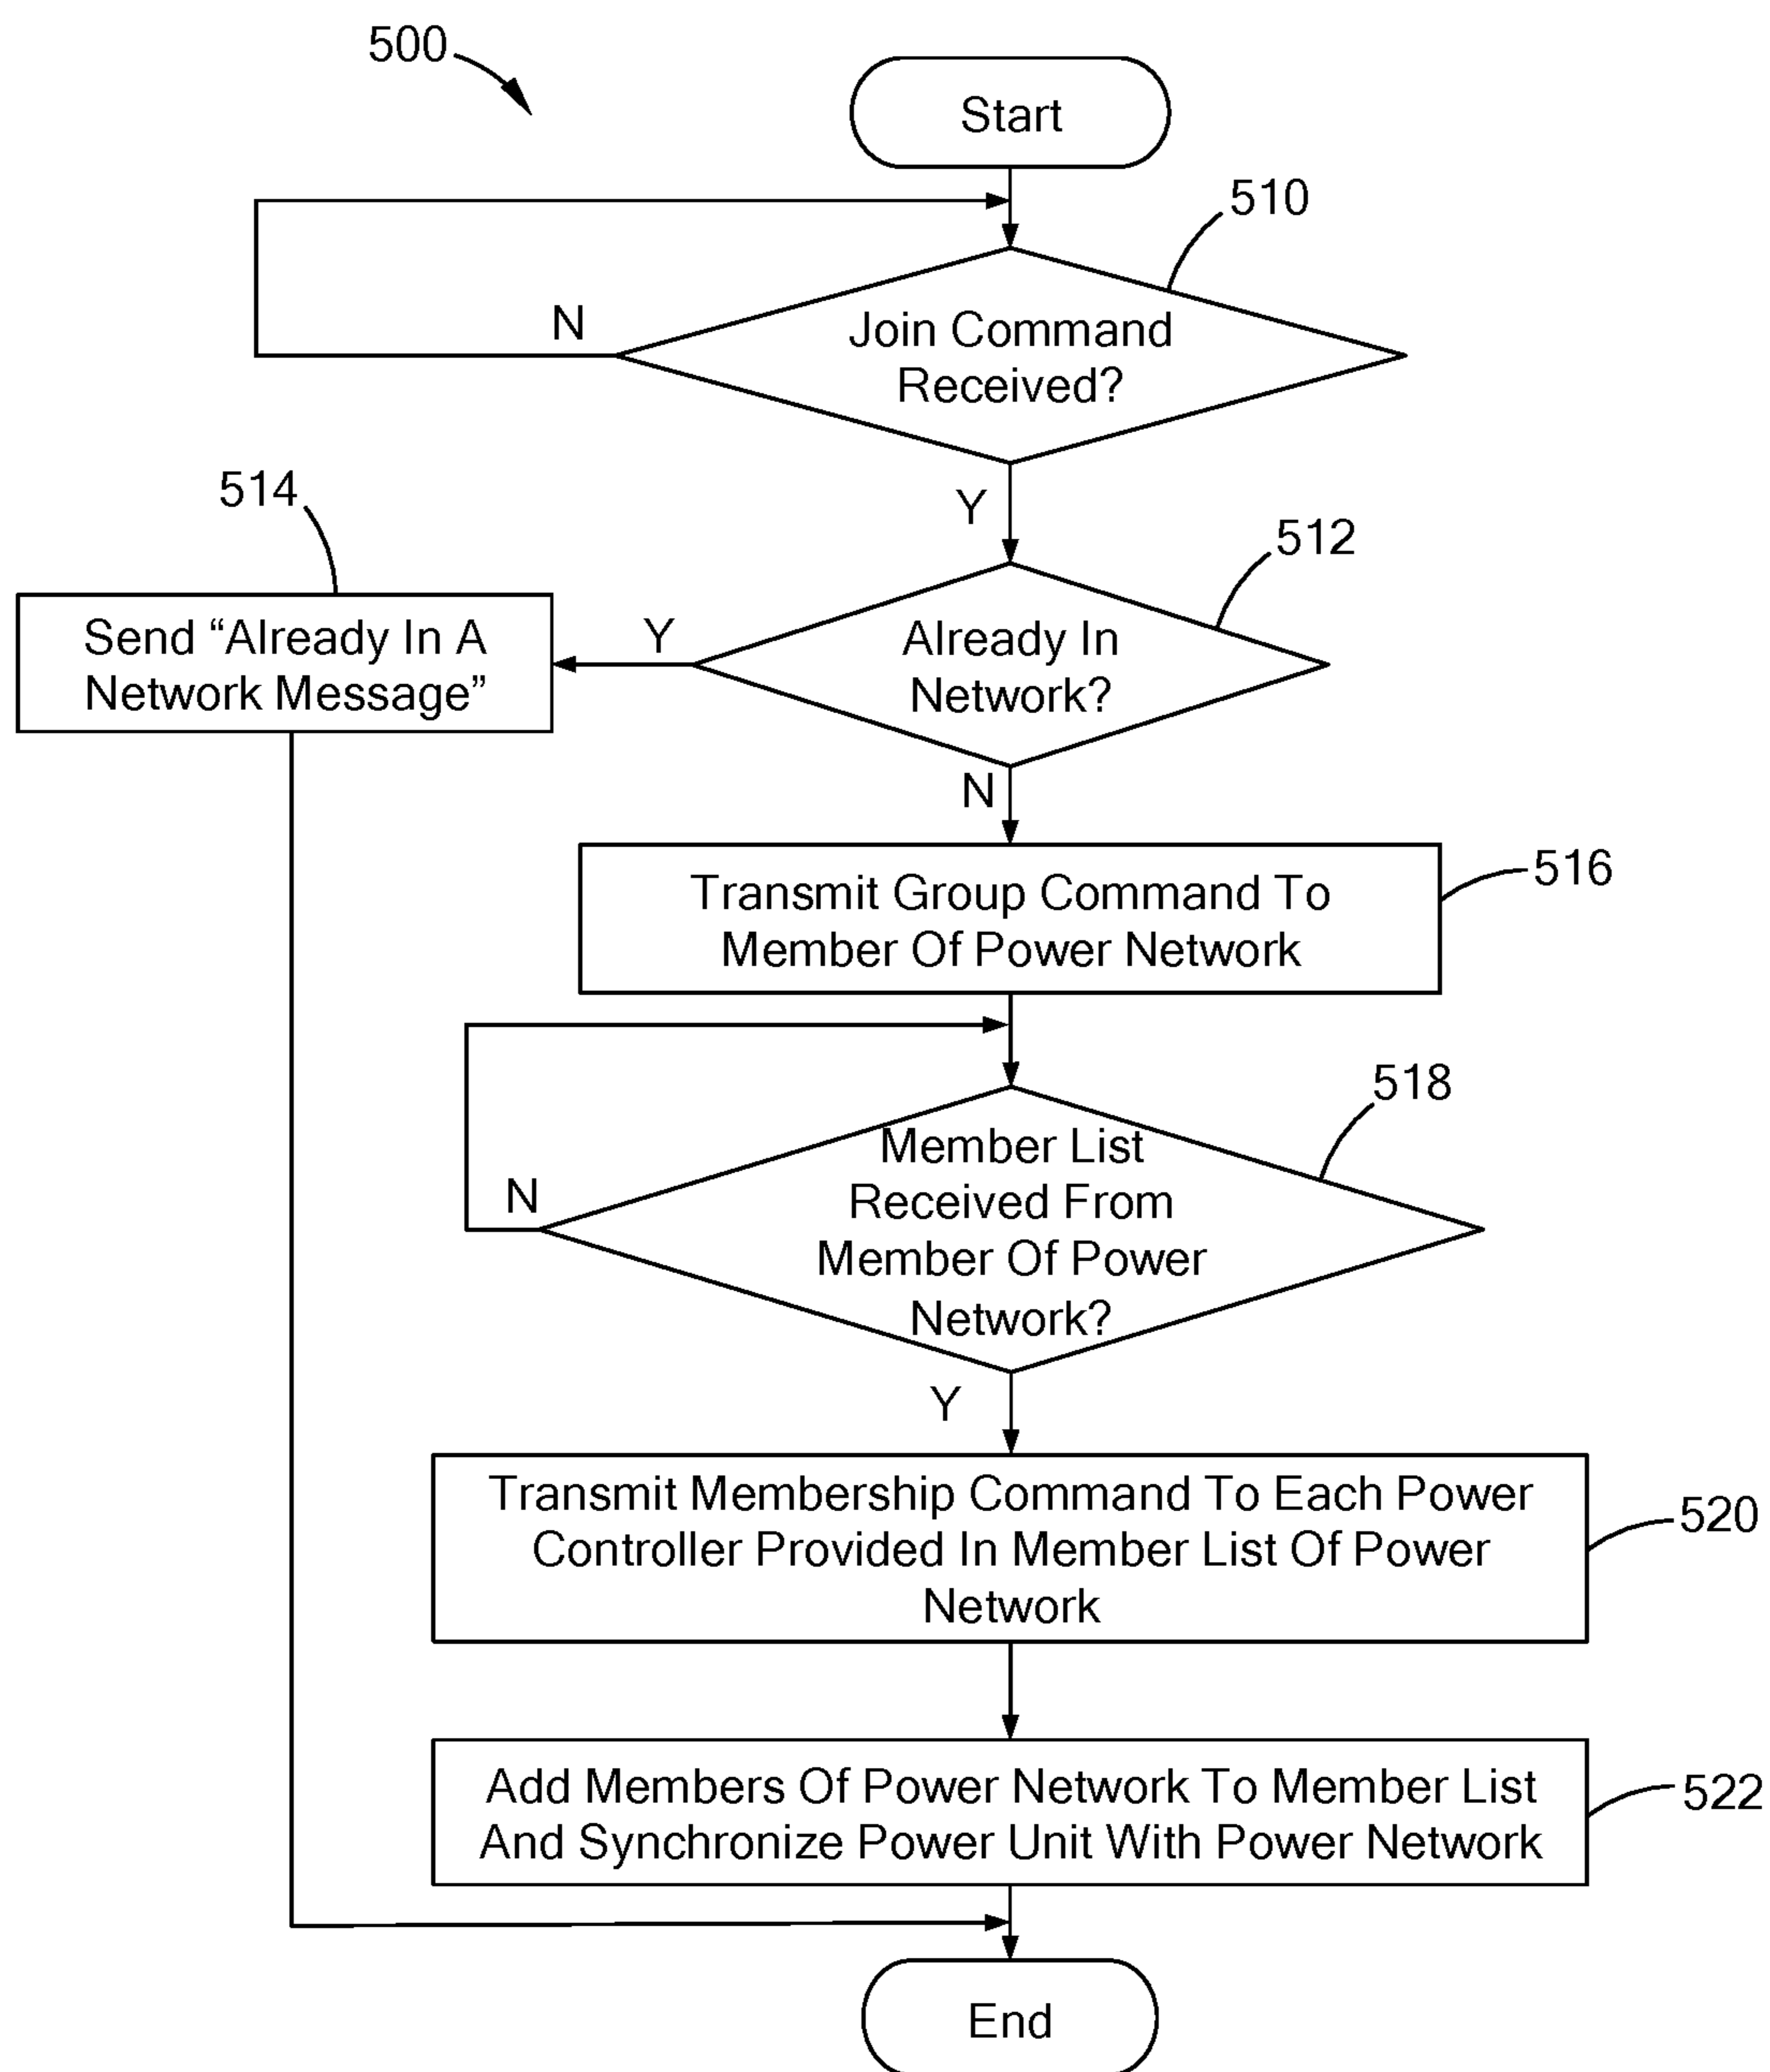 500
Start
510
Join Command
Received?
N
Y
514
512
Send “Already In A
Network Message”
Y
Already In
Network?
N
516
Transmit Group Command To
Member Of Power Network
518
Member List
Received From
Member Of Power
Network?
N
Y
520
Transmit Membership Command To Each Power
Controller Provided In Member List Of Power
Network
522
Add Members Of Power Network To Member List
And Synchronize Power Unit With Power Network
End